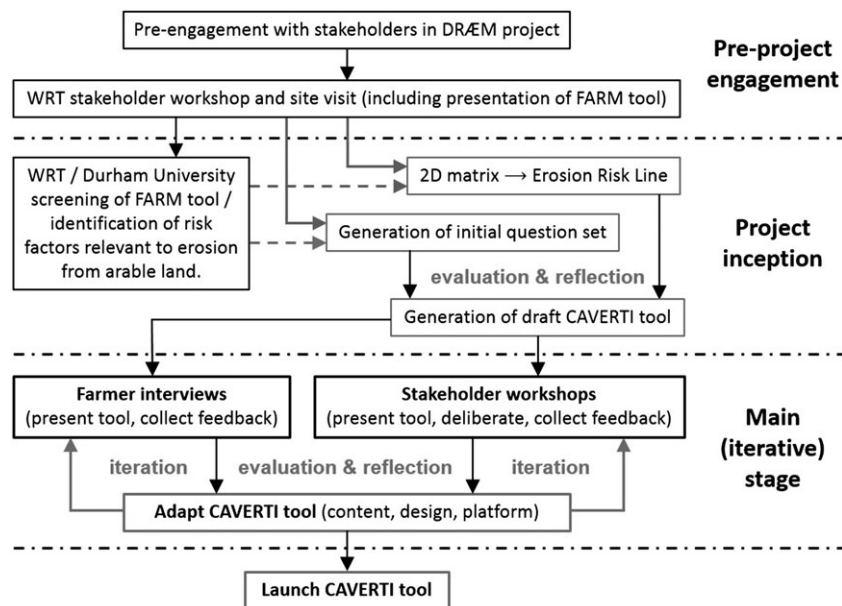 Pre-engagement with stakeholders in DRÆM project
Pre-project
engagement
WRT stakeholder workshop and site visit (including presentation of FARM tool)
WRT / Durham University
screening of FARM tool /
identification of risk
factors relevant to erosion
from arable land.
2D matrix → Erosion Risk Line
Generation of initial question set
Project
inception
evaluation & reflection
Generation of draft CAVERTI tool
Farmer interviews
(present tool, collect feedback)
Stakeholder workshops
(present tool, deliberate, collect feedback)
Main
(iterative)
stage
iteration
evaluation & reflection
iteration
Adapt CAVERTI tool (content, design, platform)
Launch CAVERTI tool